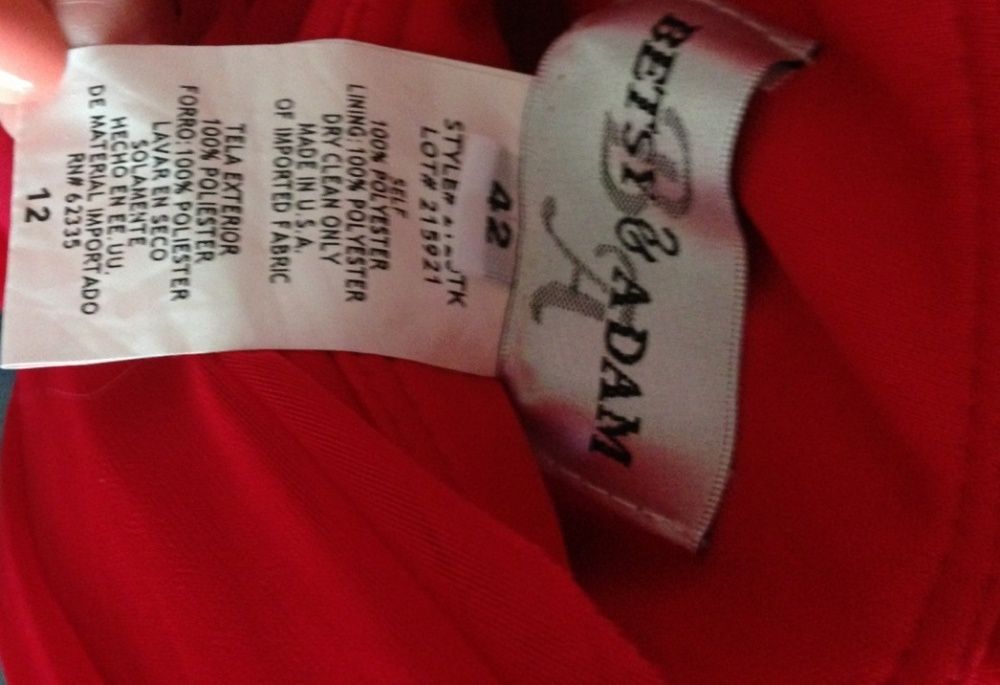 BETSY & ADAM
B
A
42
LOT# 215921
SELF
100% POLYESTER
LINING: 100% POLYESTER
DRY CLEAN ONLY
MADE IN U.S.A.
OF IMPORTED FABRIC
TELA EXTERIOR
100% POLIESTER
FORRO: 100% POLIESTER
LAVAR EN SECO
SOLAMENTE
HECHO EN EE.UU.
DE MATERIAL IMPORTADO
RN# 62335
12